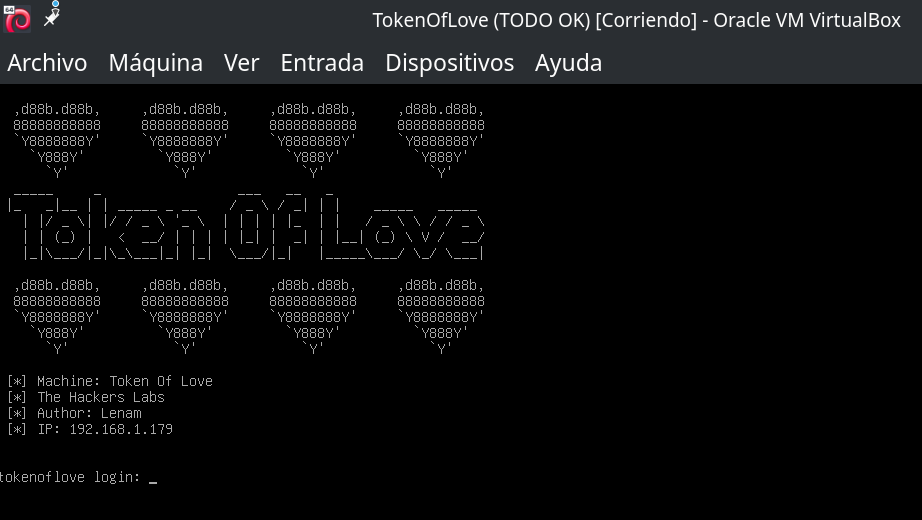 64
TokenOfLove (TODO OK) [Corriendo] - Oracle VM VirtualBox
Archivo Máquina Ver Entrada Dispositivos Ayuda
,d88b.d88b, ,d88b.d88b, ,d88b.d88b, ,d88b.d88b,
88888888888 88888888888 88888888888 88888888888
`Y8888888Y' `Y8888888Y' `Y8888888Y' `Y8888888Y'
`Y888Y' `Y888Y' `Y888Y' `Y888Y'
`Y' `Y' `Y' `Y'
Token Of Love
,d88b.d88b, ,d88b.d88b, ,d88b.d88b, ,d88b.d88b,
88888888888 88888888888 88888888888 88888888888
`Y8888888Y' `Y8888888Y' `Y8888888Y' `Y8888888Y'
`Y888Y' `Y888Y' `Y888Y' `Y888Y'
`Y' `Y' `Y' `Y'
[*] Machine: Token Of Love
[*] The Hackers Labs
[*] Author: Lenam
[*] IP: 192.168.1.179
tokenoflove login: _